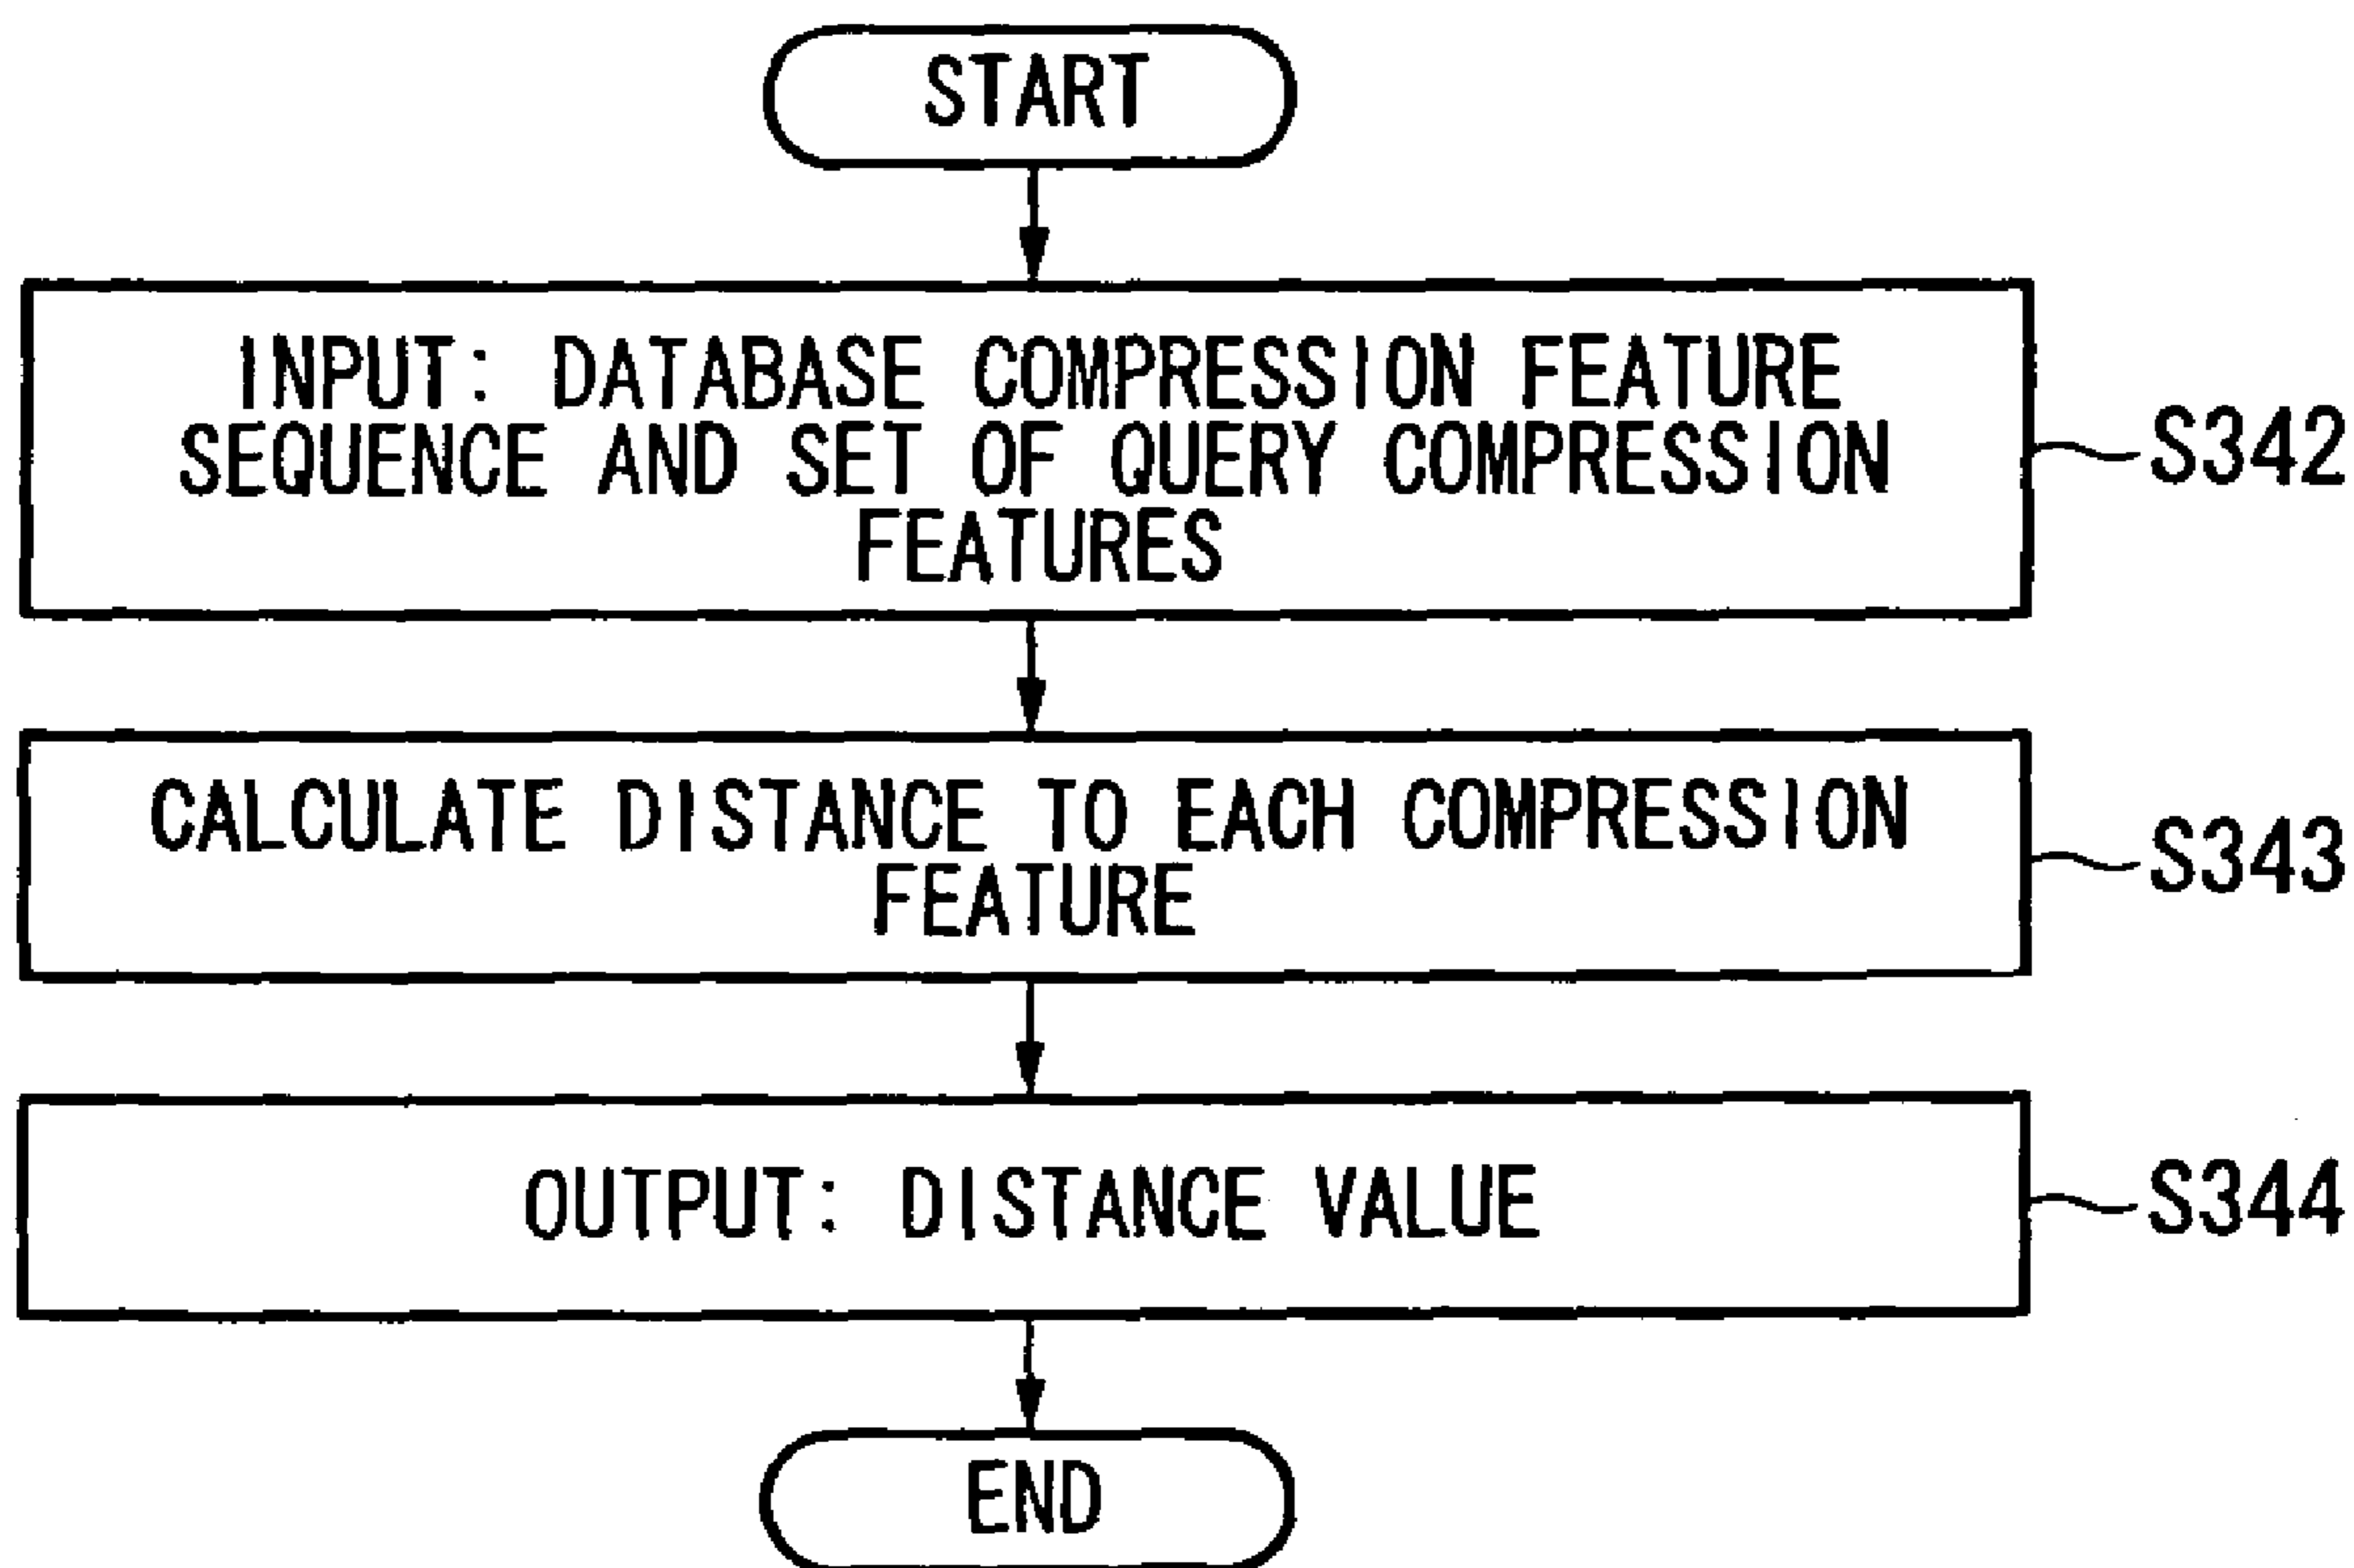 START
INPUT: DATABASE COMPRESSION FEATURE
SEQUENCE AND SET OF QUERY COMPRESSION
FEATURES
S342
CALCULATE DISTANCE TO EACH COMPRESSION
FEATURE
S343
OUTPUT: DISTANCE VALUE
S344
END